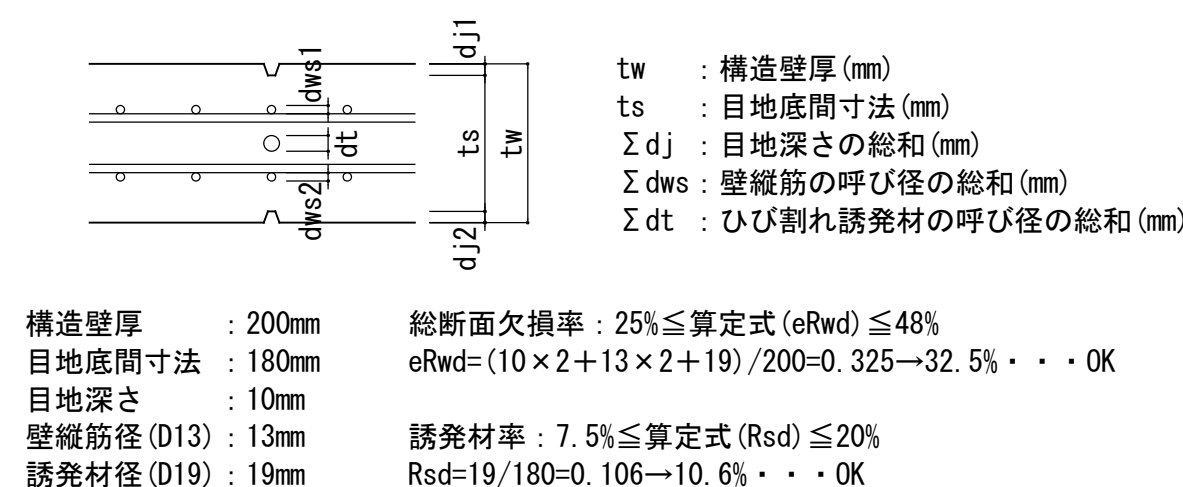 dj1
dws1
dt
ts
tw
dws2
dj2
tw :構造壁厚(mm)
ts :目地底間寸法(mm)
Σdj :目地深さの総和(mm)
Σdws:壁縦筋の呼び径の総和(mm)
Σdt :ひび割れ誘発材の呼び径の総和(mm)
構造壁厚 :200mm 総断面欠損率:25%≦算定式(eRwd)≦48%
目地底間寸法 :180mm eRwd=(10×2+13×2+19)/200=0.325→32.5%・・・OK
目地深さ :10mm
壁縦筋径(D13):13mm 誘発材率:7.5%≦算定式(Rsd)≦20%
誘発材径(D19):19mm Rsd=19/180=0.106→10.6%・・・OK